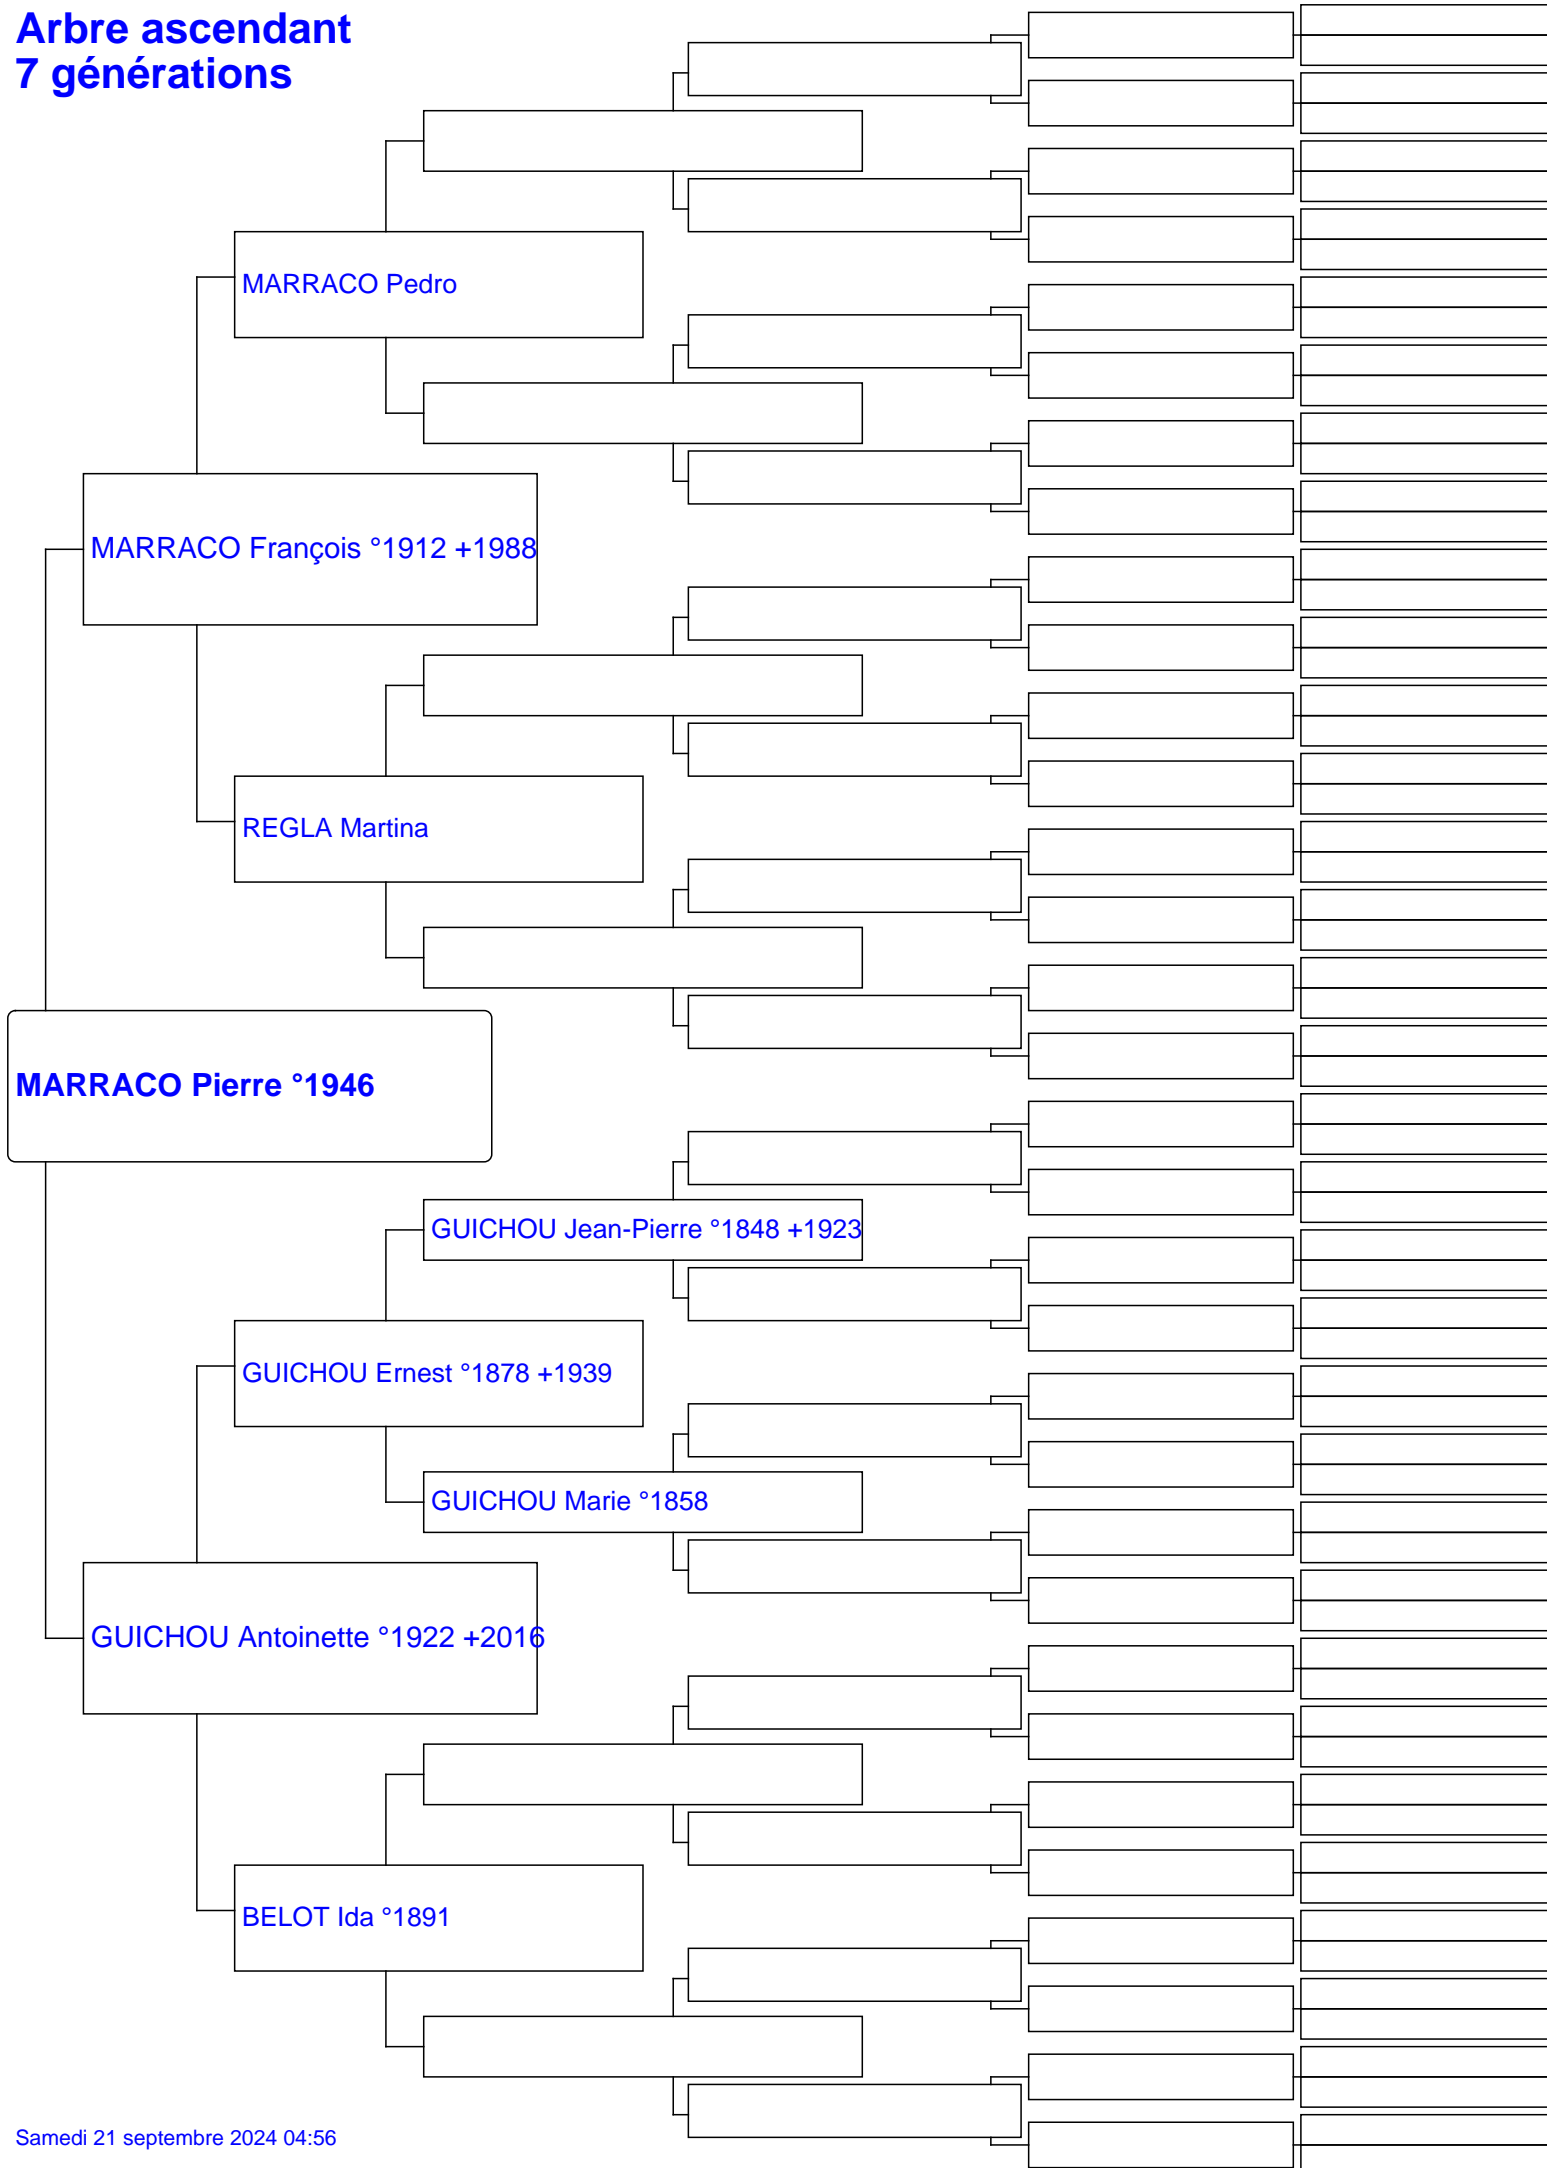 Arbre ascendant
7 générations
MARRACO Pedro
MARRACO François °1912 +1988
REGLA Martina
MARRACO Pierre °1946
GUICHOU Jean-Pierre °1848 +1923
GUICHOU Ernest °1878 +1939
GUICHOU Marie °1858
GUICHOU Antoinette °1922 +2016
BELOT Ida °1891
Samedi 21 septembre 2024 04:56